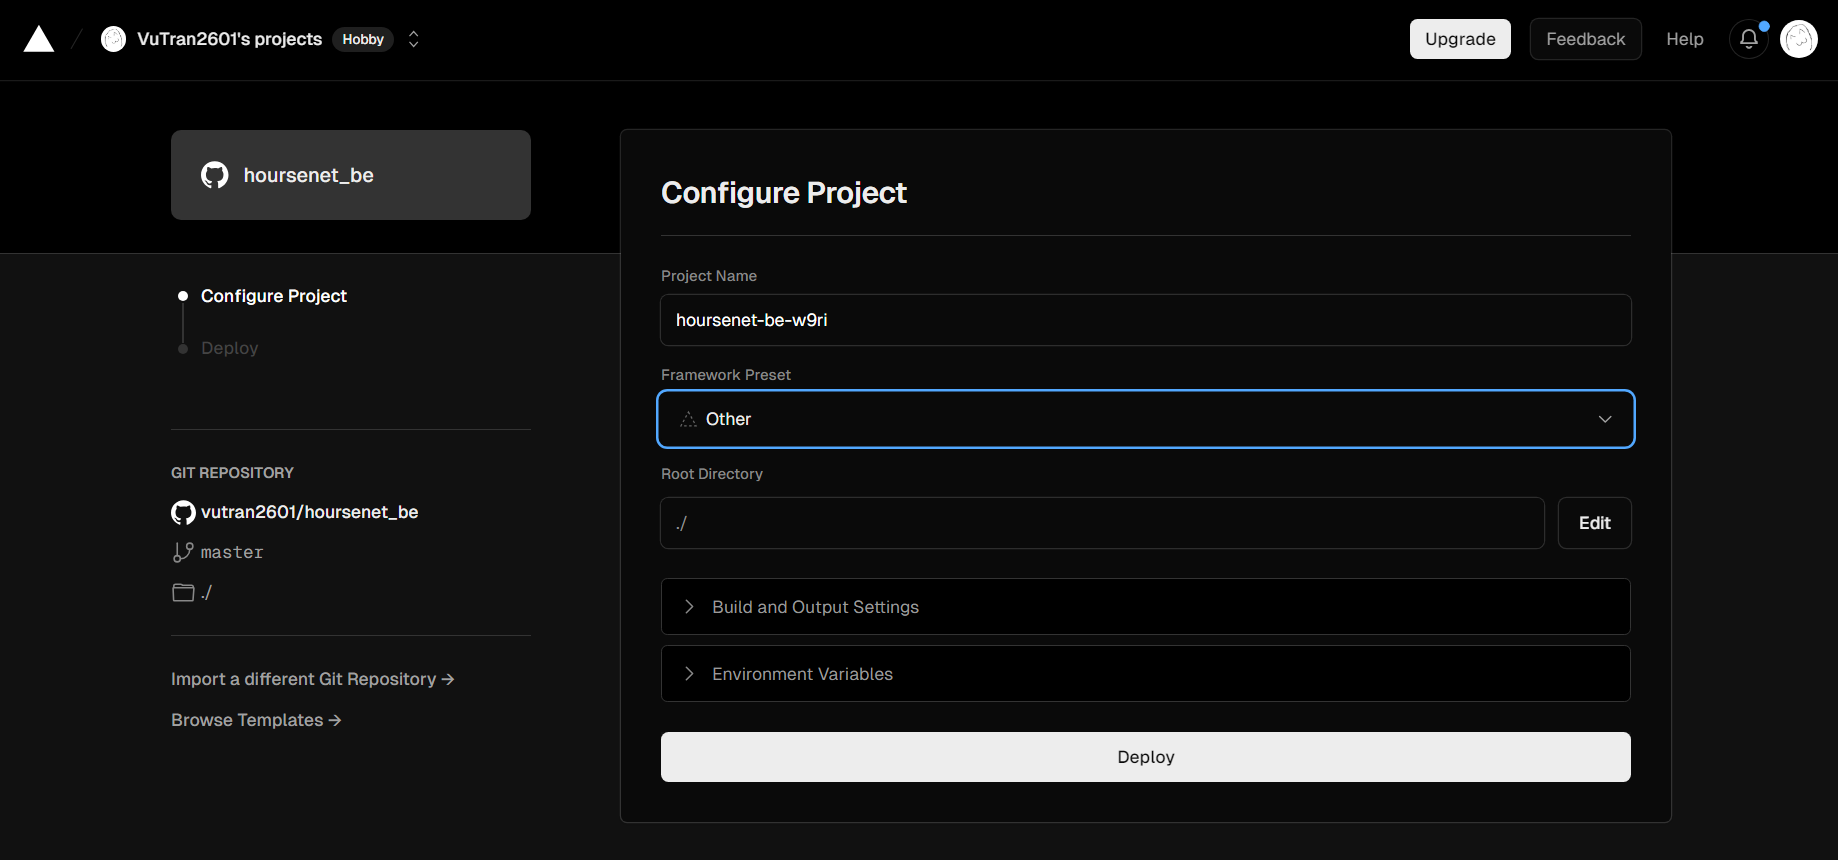 VuTran2601's projects Hobby
Upgrade Feedback Help
hoursenet_be
Configure Project
Deploy
GIT REPOSITORY
vutran2601/hoursenet_be
master
./
Import a different Git Repository →
Browse Templates →
Configure Project
Project Name
hoursenet-be-w9ri
Framework Preset
Other
Root Directory
./ Edit
Build and Output Settings
Environment Variables
Deploy